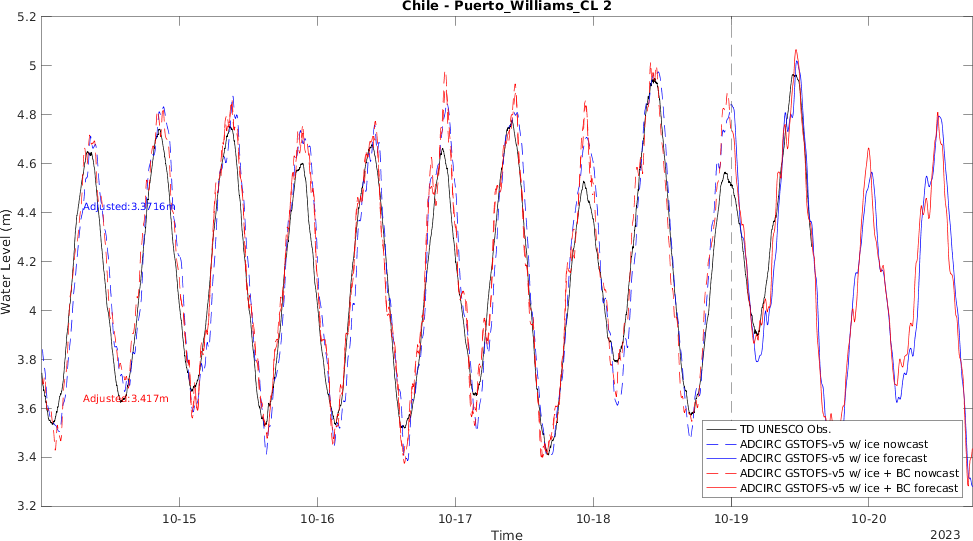 Chile - Puerto_Williams_CL 2
5.2
5
4.8
4.6
4.4
4.2
4
3.8
3.6
3.4
3.2
Water Level (m)
Adjusted:3.3716m
Adjusted:3.417m
TD UNESCO Obs.
ADCIRC GSTOFS-v5 w/ ice nowcast
ADCIRC GSTOFS-v5 w/ ice forecast
ADCIRC GSTOFS-v5 w/ ice + BC nowcast
ADCIRC GSTOFS-v5 w/ ice + BC forecast
10-15
10-16
10-17
10-18
10-19
10-20
Time
2023